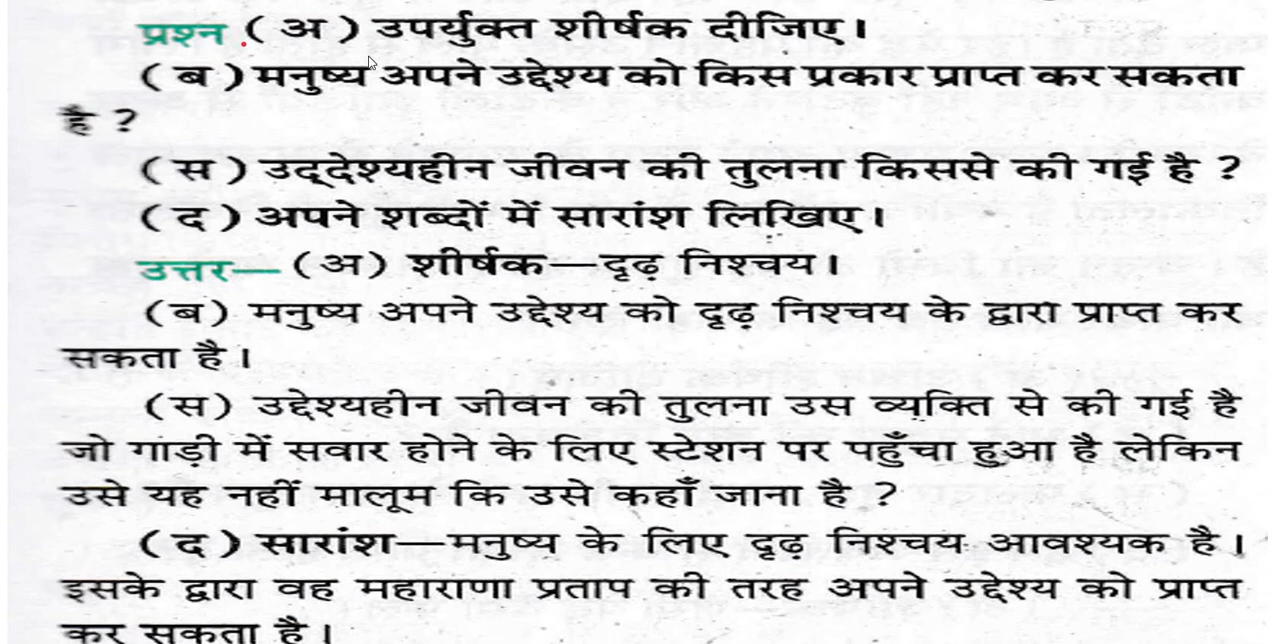 प्रश्न ( अ ) उपर्युक्त शीर्षक दीजिए।
( ब ) मनुष्य अपने उद्देश्य को किस प्रकार प्राप्त कर सकता
है ?
( स ) उद्देश्यहीन जीवन की तुलना किससे की गई है ?
( द ) अपने शब्दों में सारांश लिखिए।
उत्तर— (अ) शीर्षक—दृढ़ निश्चय।
(ब) मनुष्य अपने उद्देश्य को दृढ़ निश्चय के द्वारा प्राप्त कर
सकता है।
(स) उद्देश्यहीन जीवन की तुलना उस व्यक्ति से की गई है
जो गाड़ी में सवार होने के लिए स्टेशन पर पहुँचा हुआ है लेकिन
उसे यह नहीं मालूम कि उसे कहाँ जाना है ?
( द ) सारांश—मनुष्य के लिए दृढ़ निश्चय आवश्यक है।
इसके द्वारा वह महाराणा प्रताप की तरह अपने उद्देश्य को प्राप्त
कर सकता है।